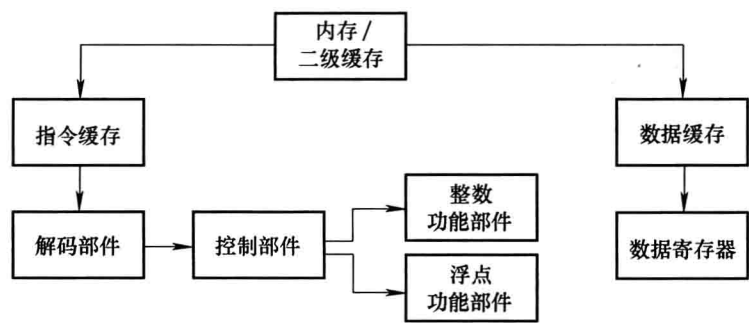 内存/
二级缓存
指令缓存
数据缓存
整数
功能部件
解码部件
控制部件
数据寄存器
浮点
功能部件